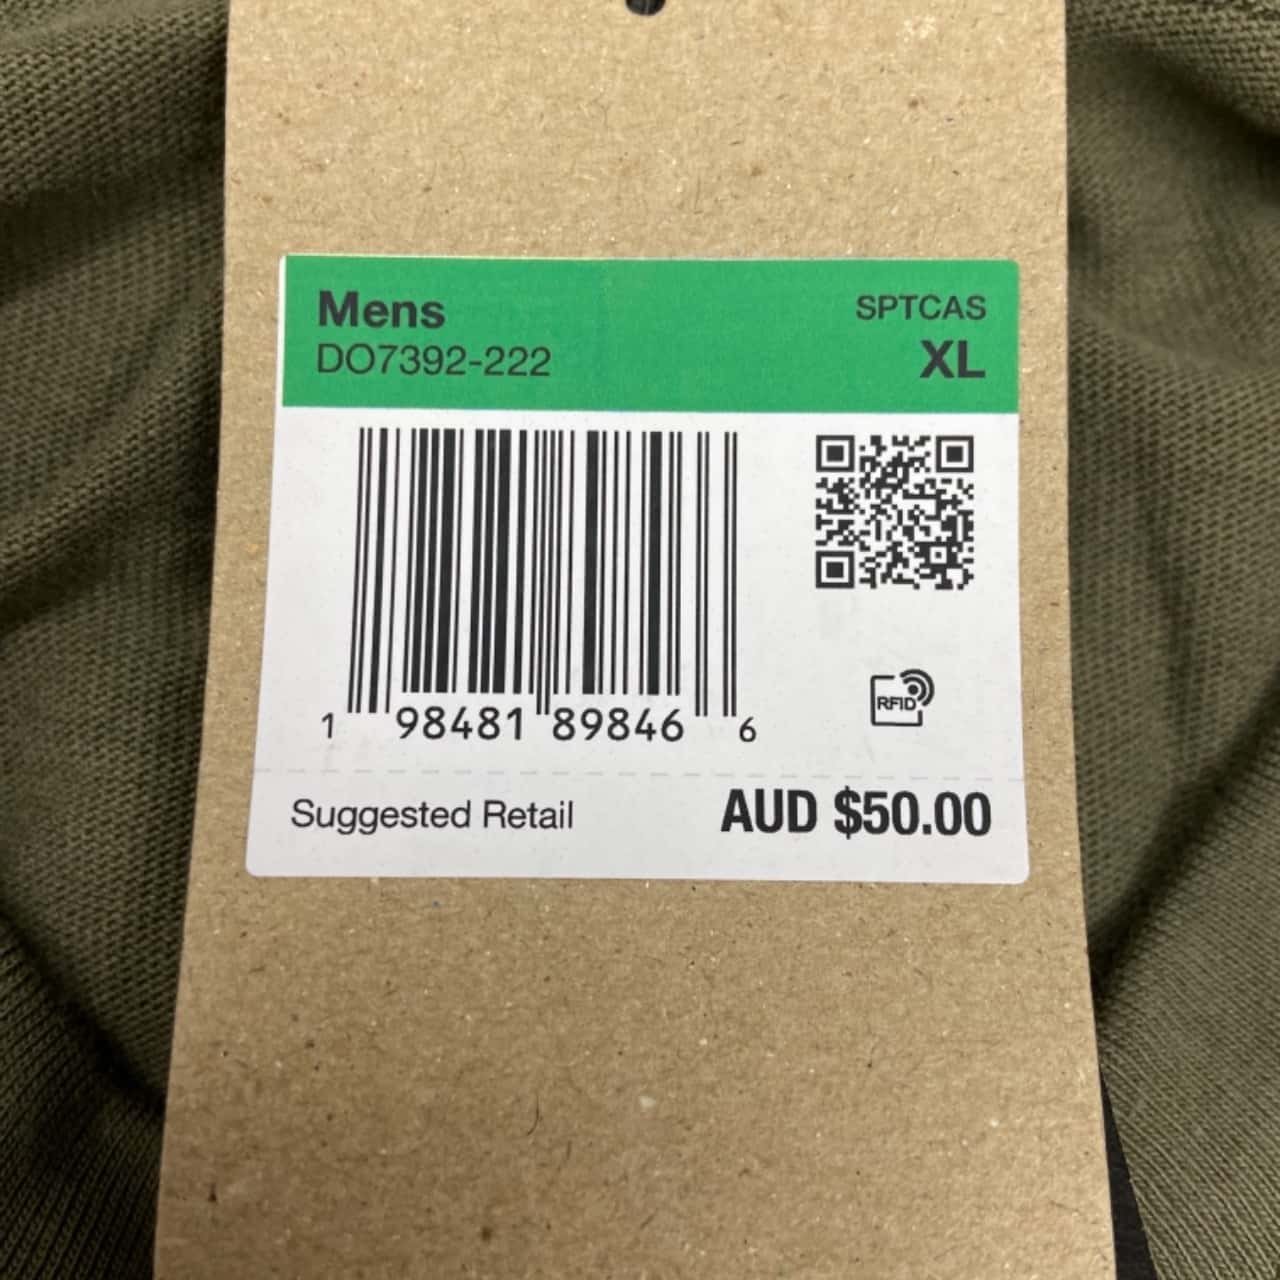 Mens SPTCAS
DO7392-222 XL
1 98481 89846 6
RFID
Suggested Retail AUD $50.00